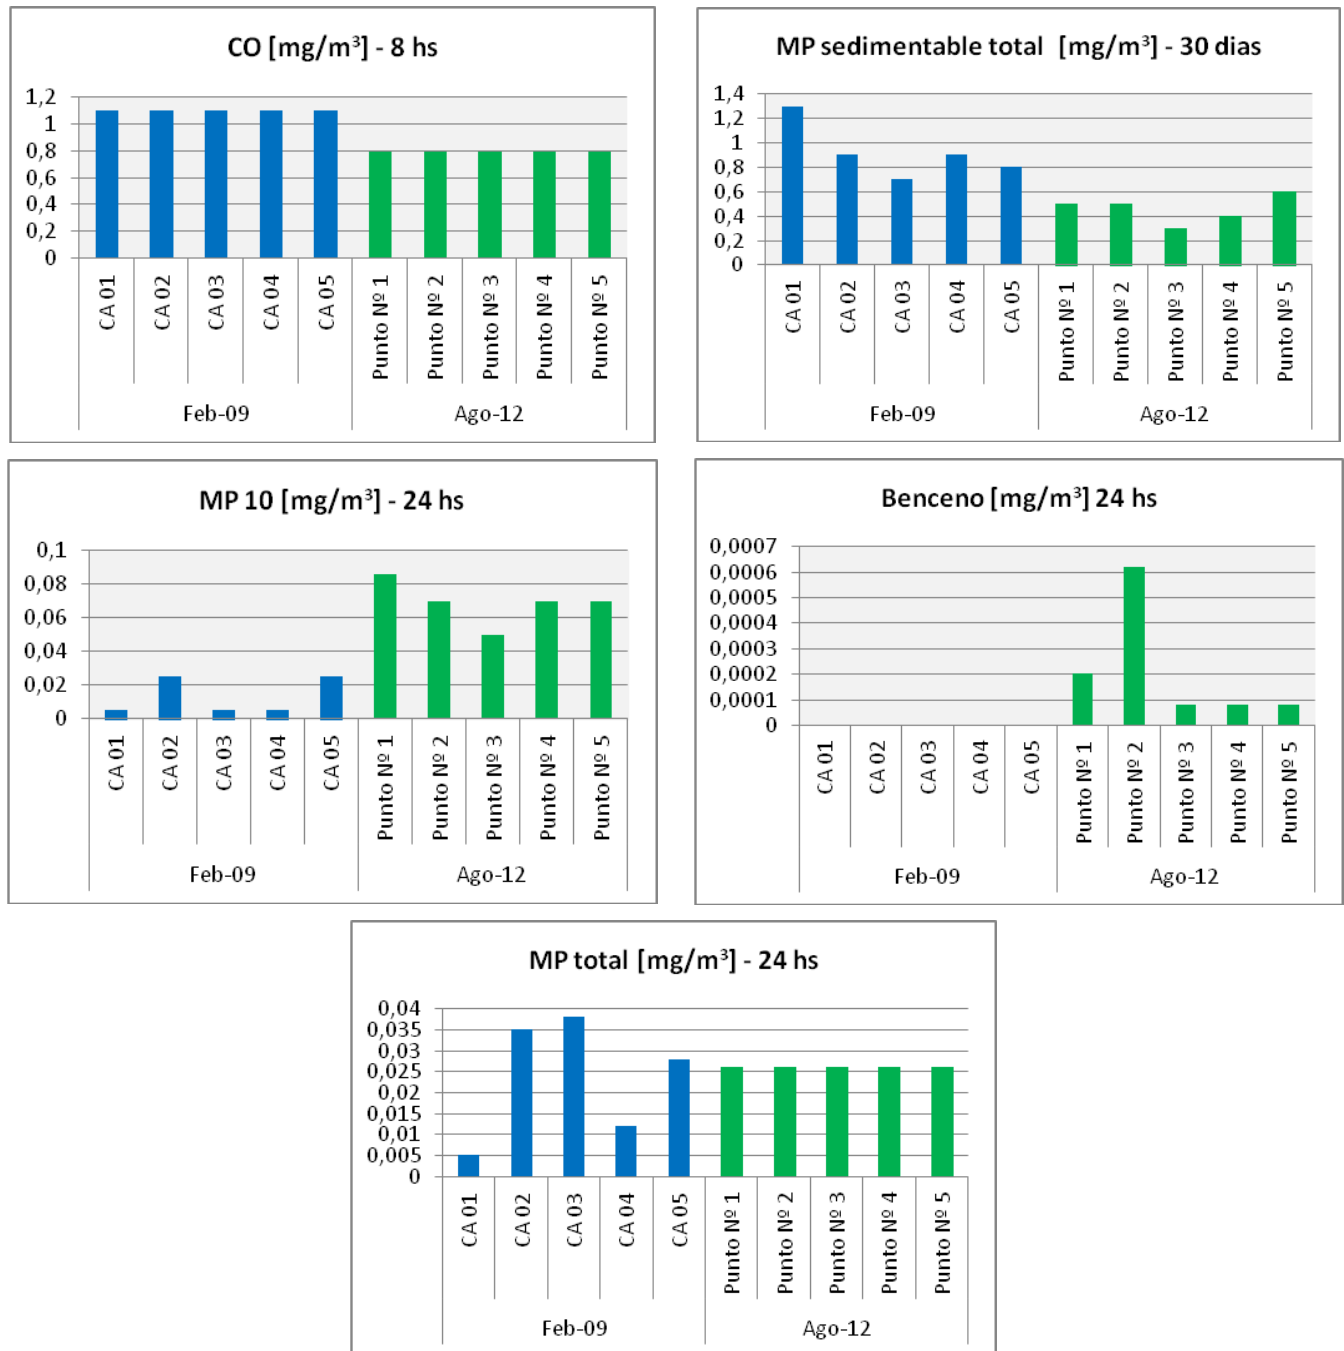 CO [mg/m³] - 8 hs
1,2
1
0,8
0,6
0,4
0,2
0
CA 01
CA 02
CA 03
CA 04
CA 05
Punto Nº 1
Punto Nº 2
Punto Nº 3
Punto Nº 4
Punto Nº 5
Feb-09
Ago-12
MP sedimentable total [mg/m³] - 30 dias
1,4
1,2
1
0,8
0,6
0,4
0,2
0
CA 01
CA 02
CA 03
CA 04
CA 05
Punto Nº 1
Punto Nº 2
Punto Nº 3
Punto Nº 4
Punto Nº 5
Feb-09
Ago-12
MP 10 [mg/m³] - 24 hs
0,1
0,08
0,06
0,04
0,02
0
CA 01
CA 02
CA 03
CA 04
CA 05
Punto Nº 1
Punto Nº 2
Punto Nº 3
Punto Nº 4
Punto Nº 5
Feb-09
Ago-12
Benceno [mg/m³] 24 hs
0,0007
0,0006
0,0005
0,0004
0,0003
0,0002
0,0001
0
CA 01
CA 02
CA 03
CA 04
CA 05
Punto Nº 1
Punto Nº 2
Punto Nº 3
Punto Nº 4
Punto Nº 5
Feb-09
Ago-12
MP total [mg/m³] - 24 hs
0,04
0,035
0,03
0,025
0,02
0,015
0,01
0,005
0
CA 01
CA 02
CA 03
CA 04
CA 05
Punto Nº 1
Punto Nº 2
Punto Nº 3
Punto Nº 4
Punto Nº 5
Feb-09
Ago-12